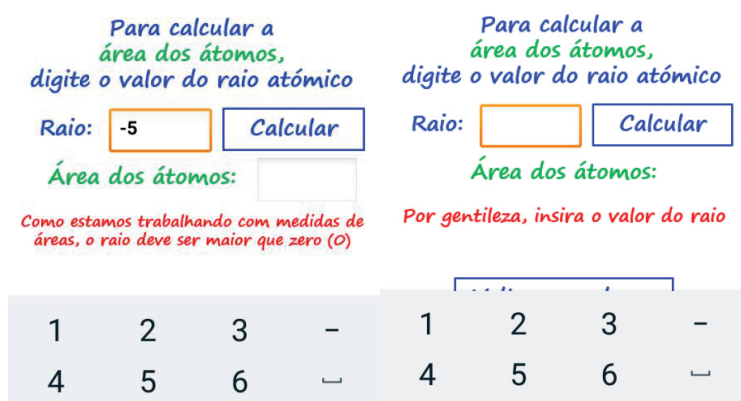 Para calcular a
área dos átomos,
digite o valor do raio atómico
Raio: -5 Calcular
Área dos átomos:
Como estamos trabalhando com medidas de
áreas, o raio deve ser maior que zero (0)
1 2 3 -
4 5 6
Para calcular a
área dos átomos,
digite o valor do raio atómico
Raio: Calcular
Área dos átomos:
Por gentileza, insira o valor do raio
1 2 3 -
4 5 6